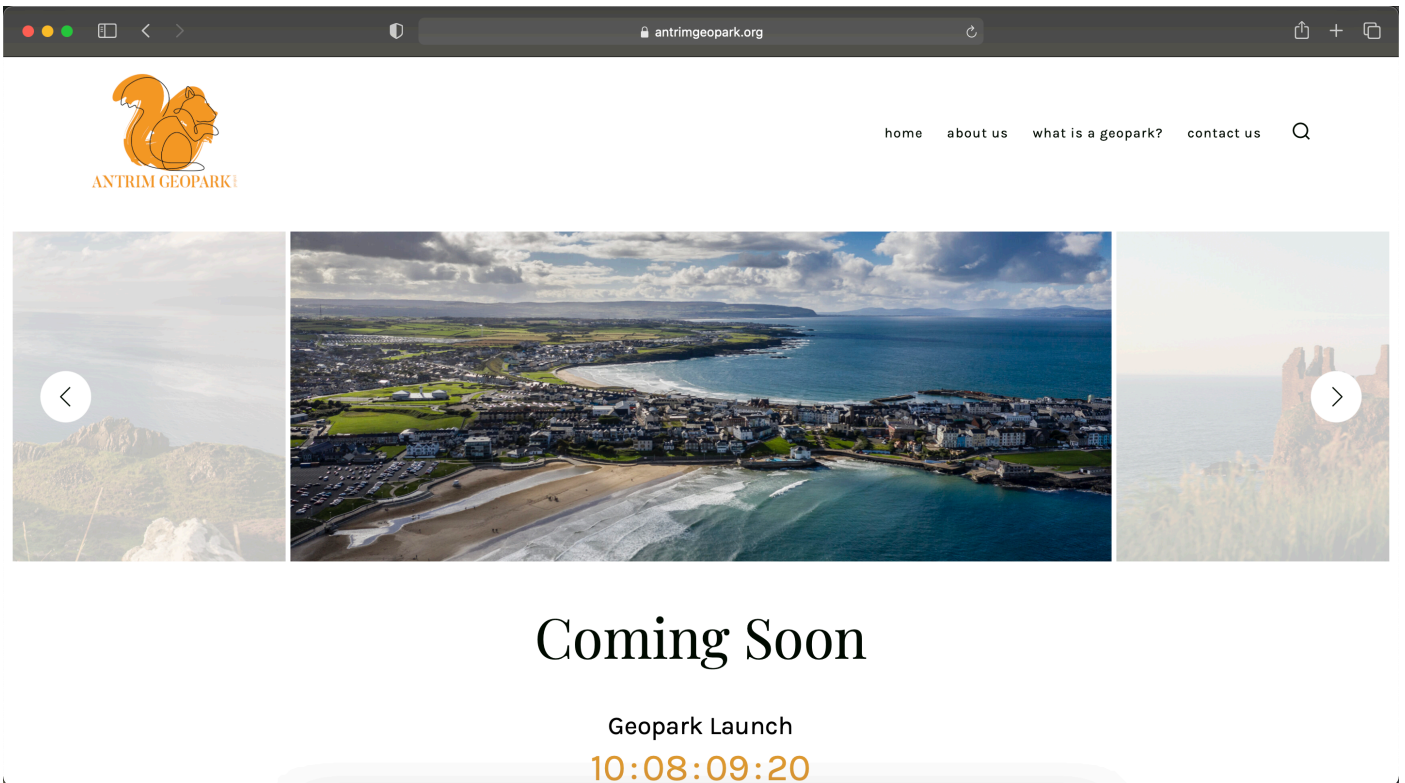 antrimgeopark.org
ANTRIM GEOPARK
home about us what is a geopark? contact us
Coming Soon
Geopark Launch
10:08:09:20